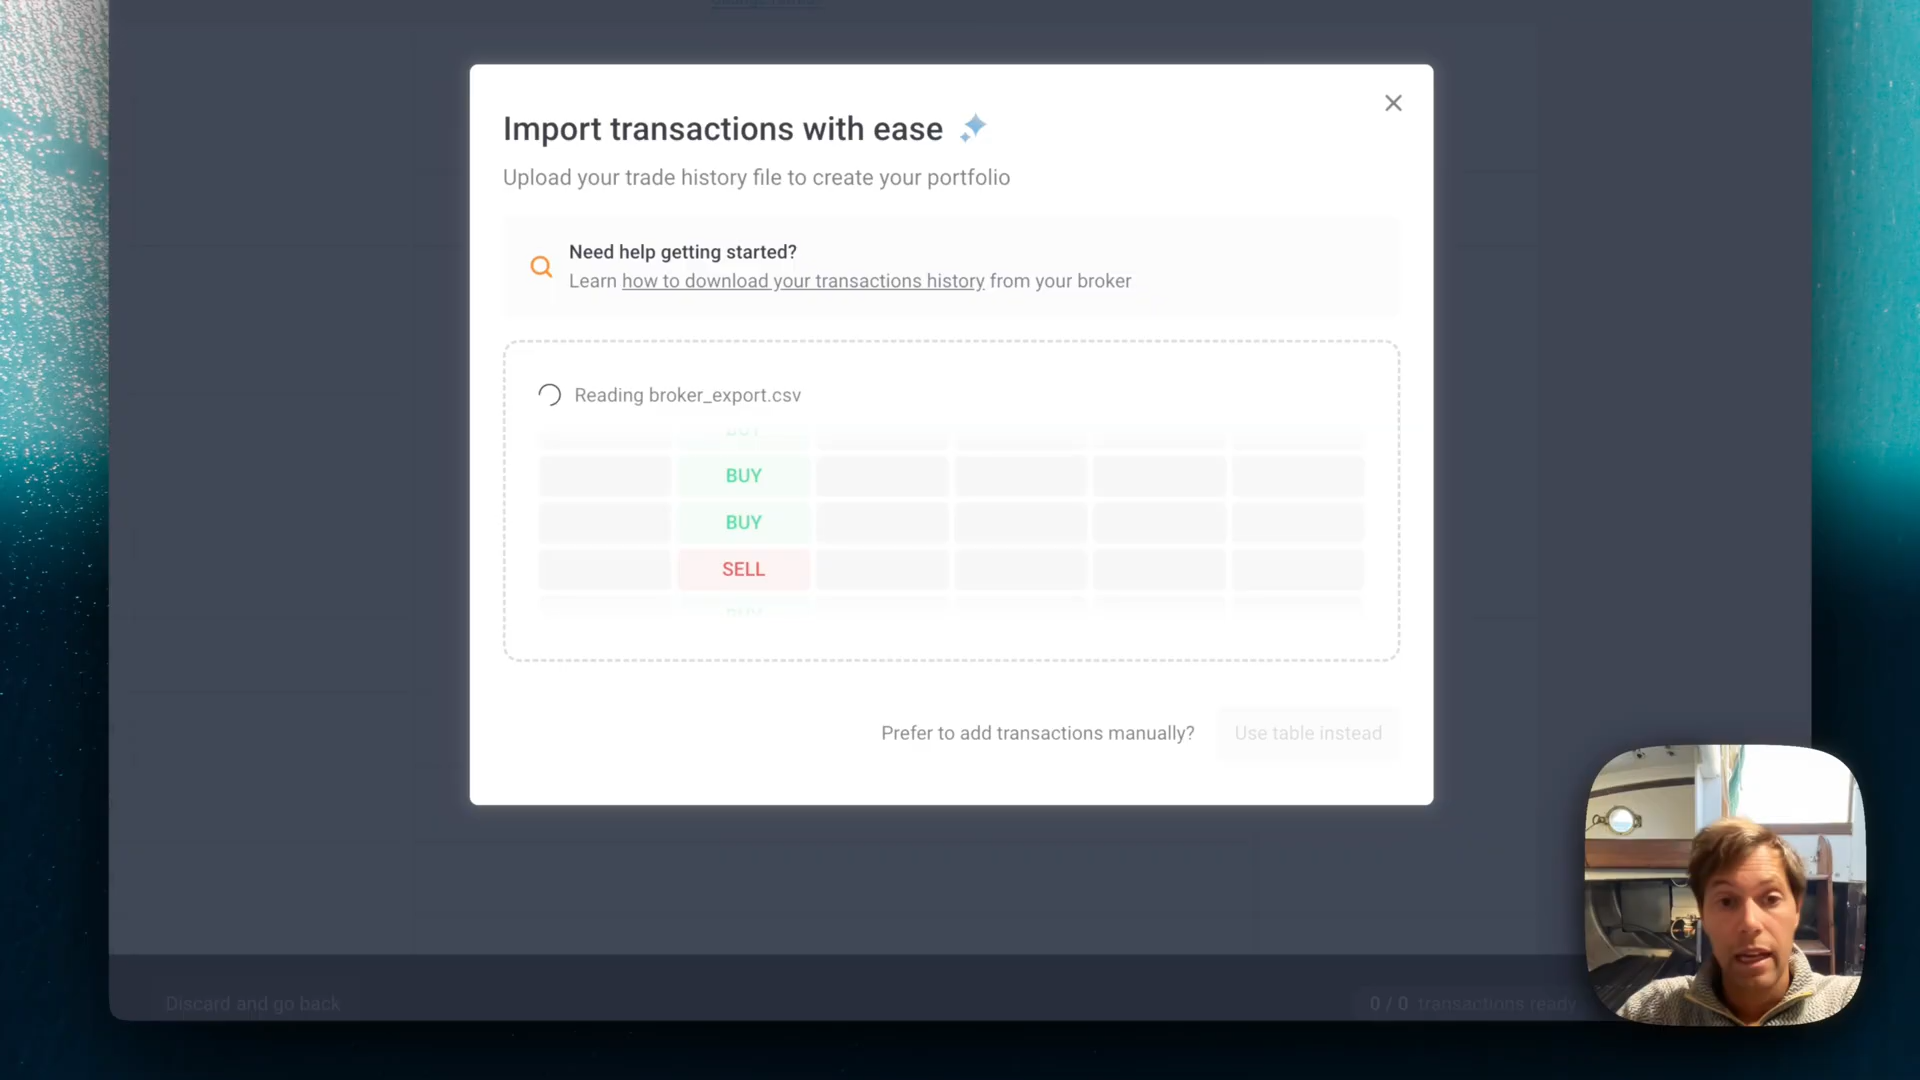 Import transactions with ease
Upload your trade history file to create your portfolio
Need help getting started?
Learn how to download your transactions history from your broker
Reading broker_export.csv
BUY
BUY
BUY
SELL
BUY
Prefer to add transactions manually? Use table instead
Discard and go back
0 / 0 transactions ready